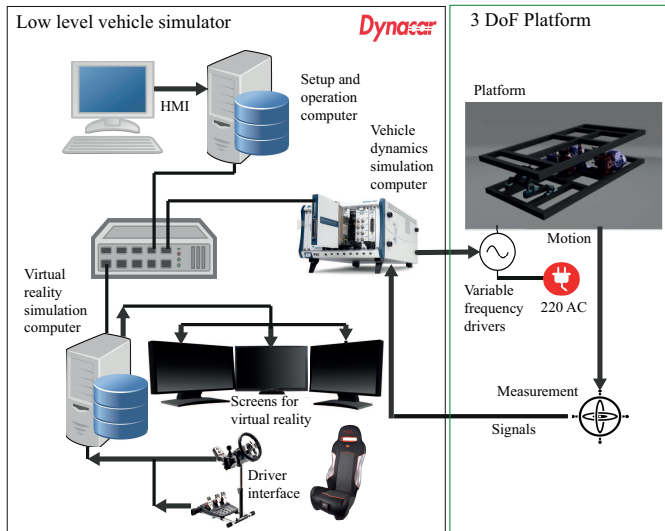 Low level vehicle simulator
Dynacar
3 DoF Platform
HMI
Setup and
operation
computer
Platform
Vehicle
dynamics
simulation
computer
Motion
Virtual
reality
simulation
computer
Variable
frequency
drivers
220 AC
Screens for
virtual reality
Measurement
Signals
Driver
interface